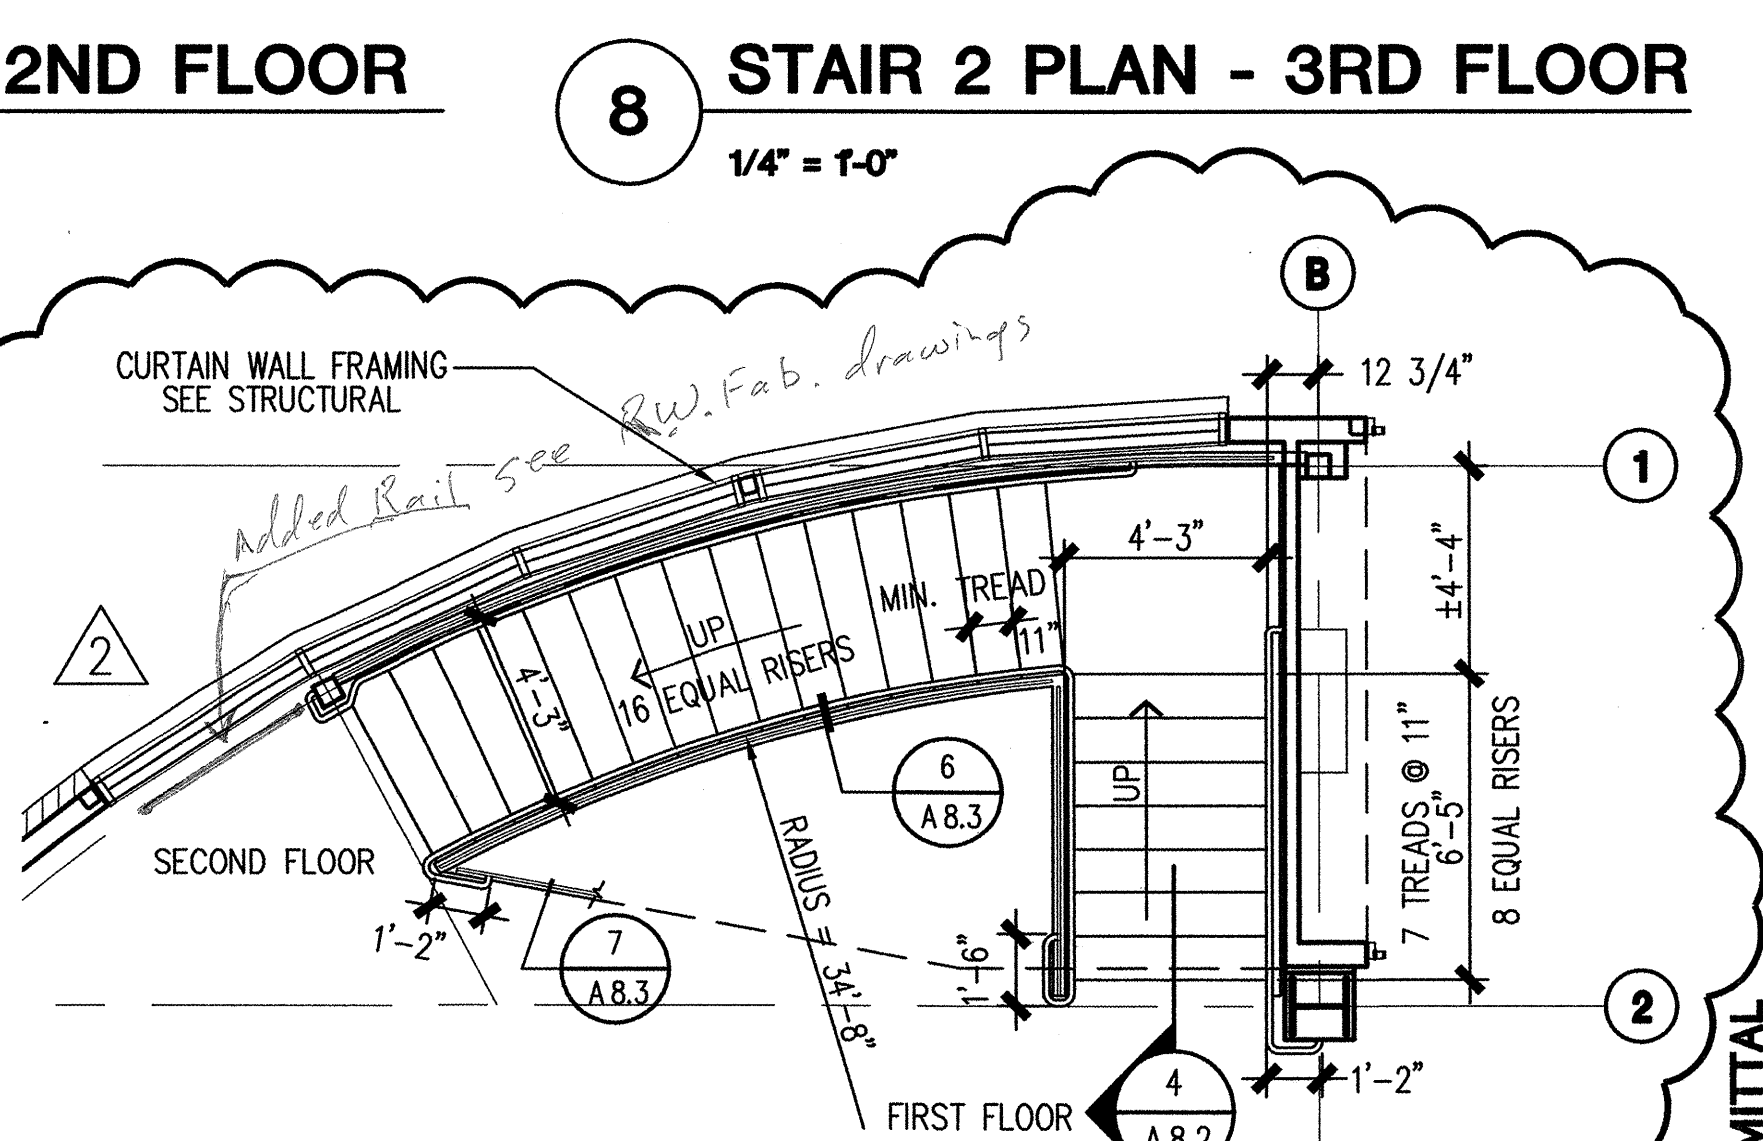 2ND FLOOR
8
STAIR 2 PLAN - 3RD FLOOR
1/4" = 1'-0"
B
CURTAIN WALL FRAMING
SEE STRUCTURAL
12 3/4"
Added Rail see R.W. Fab. drawings
1
4'-3"
±4'-4"
MIN. TREAD
11"
UP
16 EQUAL RISERS
4'-3"
2
UP
7 TREADS @ 11"
6'-5"
8 EQUAL RISERS
6
A8.3
SECOND FLOOR
RADIUS = 34'-8"
1'-2"
7
A8.3
1'-6"
2
4
A8.2
1'-2"
FIRST FLOOR
MITTAL